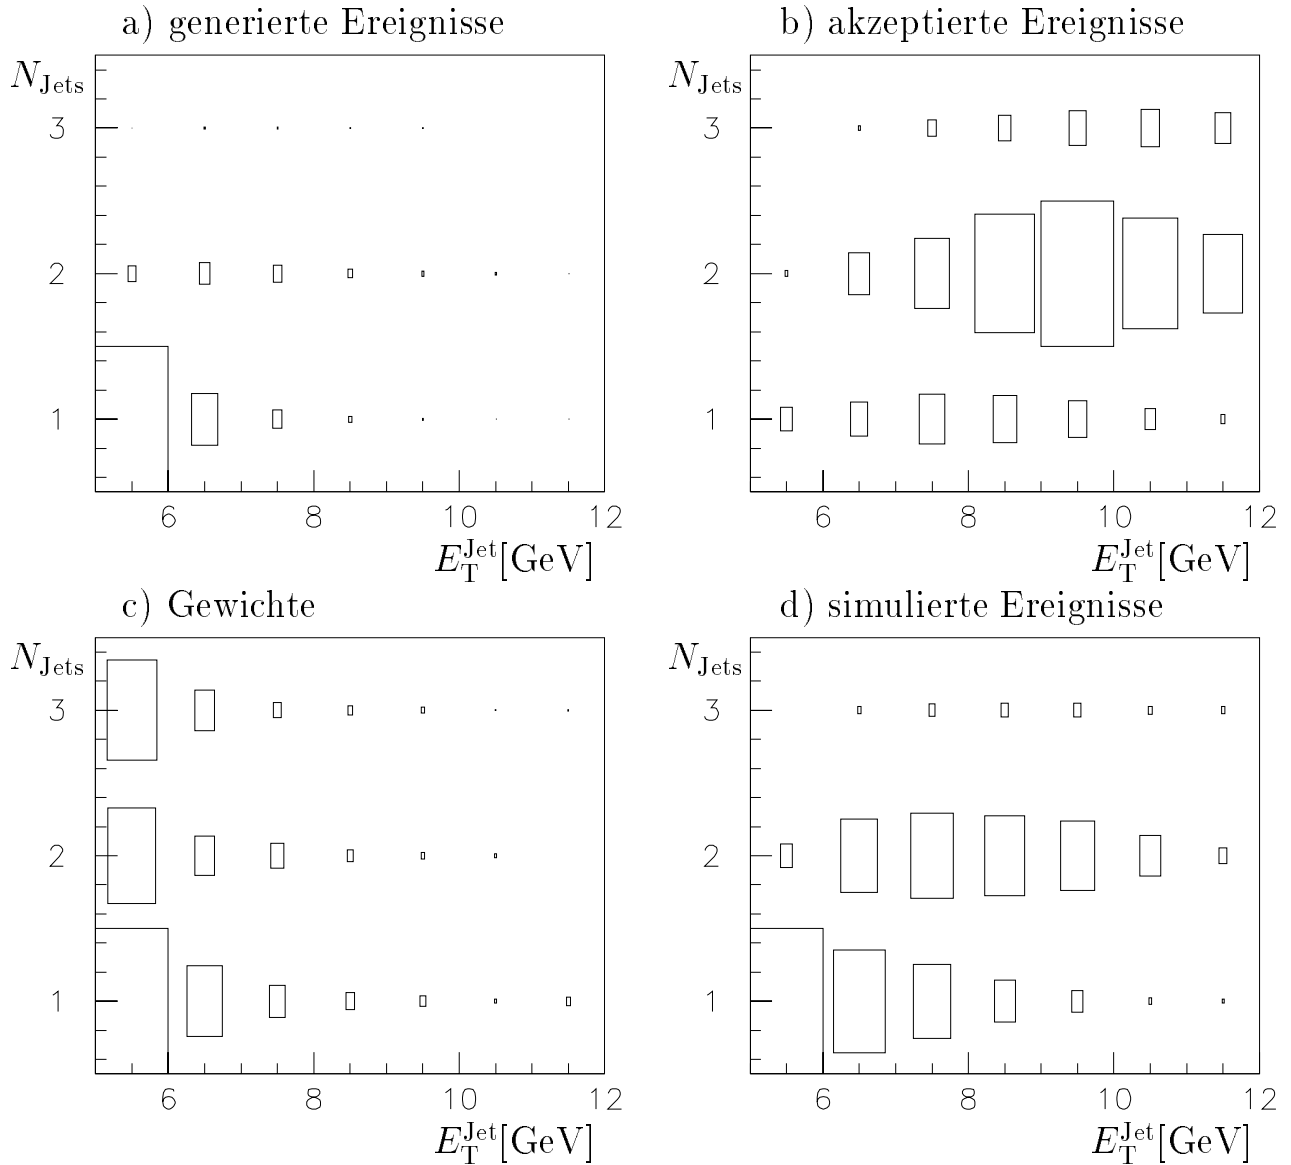 a) generierte Ereignisse
N_Jets
3
2
1
6 8 10 12
E_T^Jet[GeV]
b) akzeptierte Ereignisse
N_Jets
3
2
1
6 8 10 12
E_T^Jet[GeV]
c) Gewichte
N_Jets
3
2
1
6 8 10 12
E_T^Jet[GeV]
d) simulierte Ereignisse
N_Jets
3
2
1
6 8 10 12
E_T^Jet[GeV]